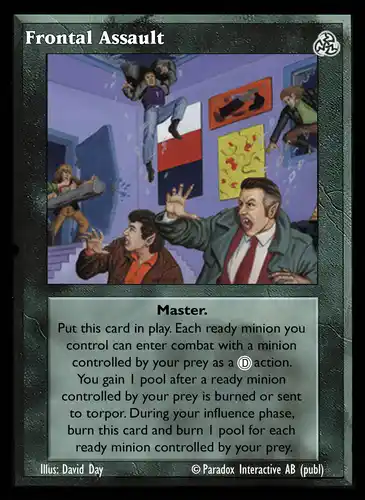 Frontal Assault
Master.
Put this card in play. Each ready minion you
control can enter combat with a minion
controlled by your prey as a Ⓓ action.
You gain 1 pool after a ready minion
controlled by your prey is burned or sent
to torpor. During your influence phase,
burn this card and burn 1 pool for each
ready minion controlled by your prey.
Illus: David Day © Paradox Interactive AB (publ)